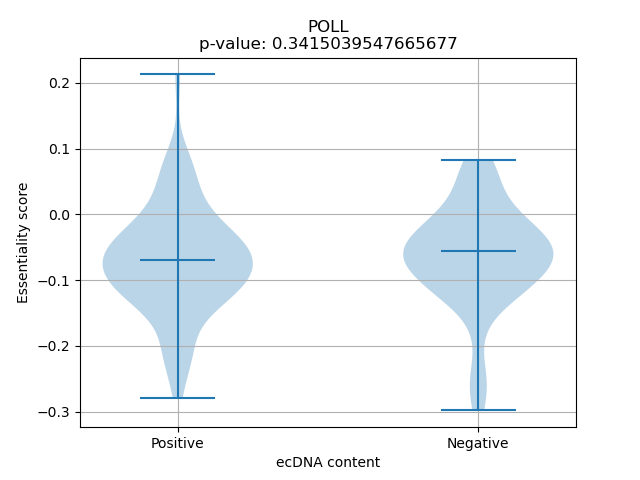 POLL
p-value: 0.3415039547665677
Essentiality score
0.2
0.1
0.0
−0.1
−0.2
−0.3
Positive
Negative
ecDNA content